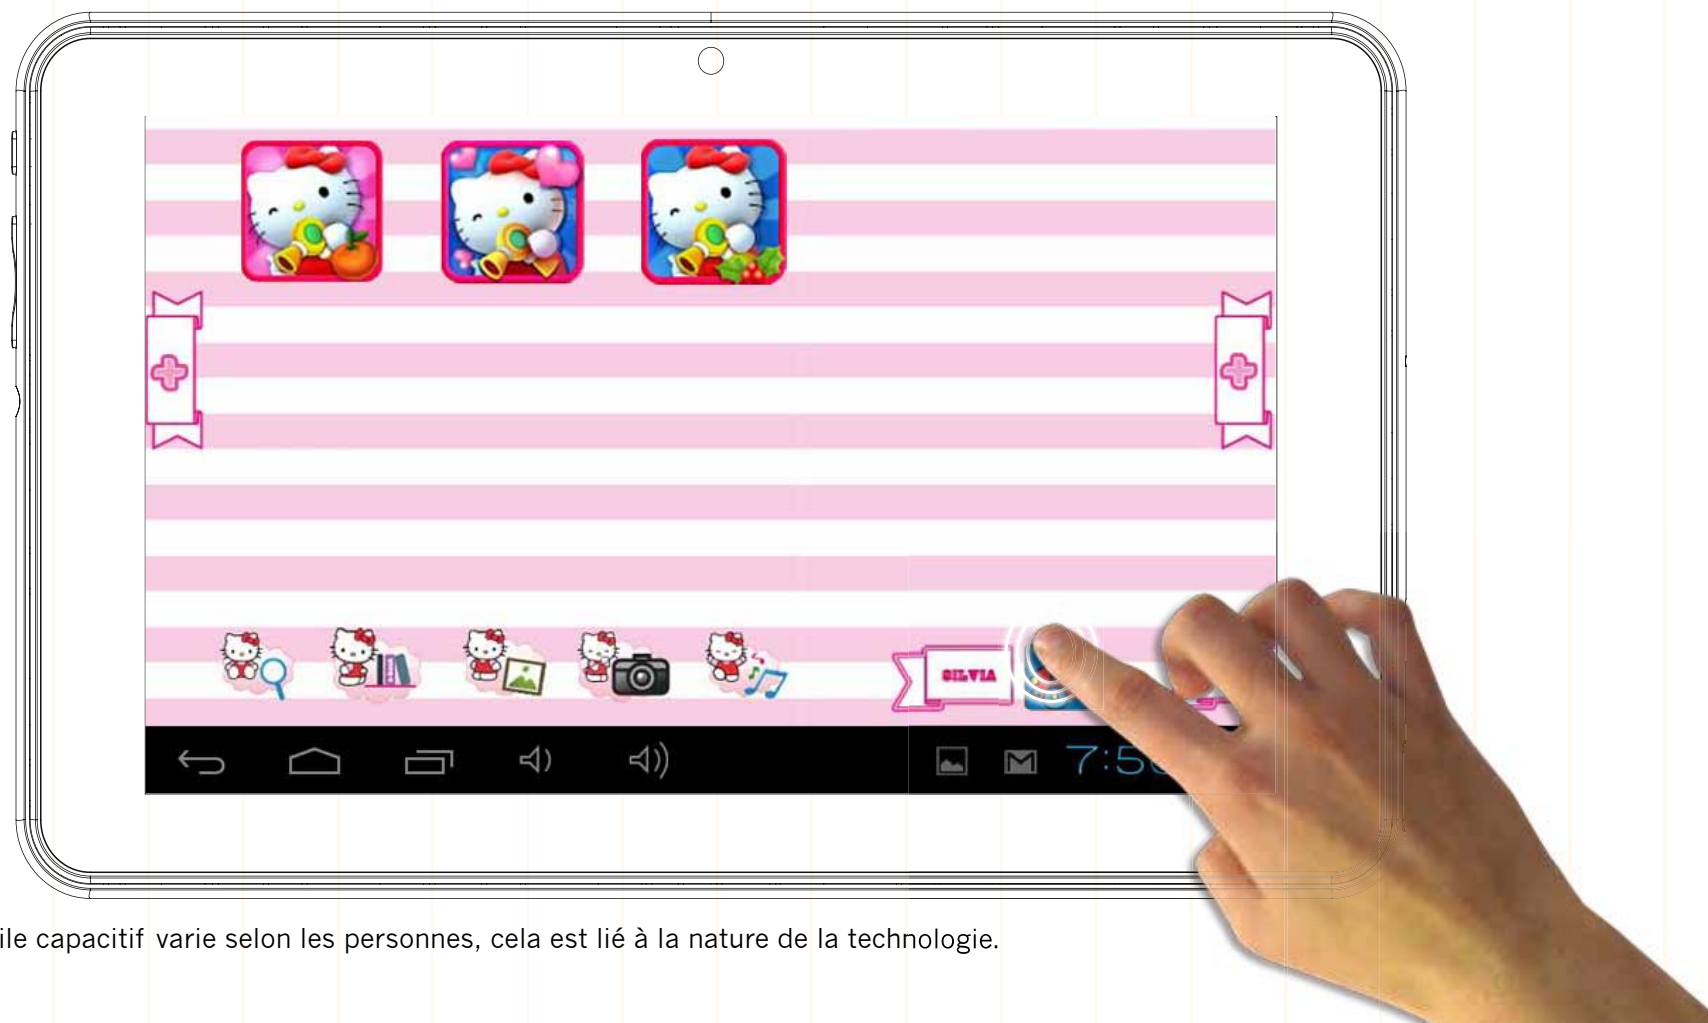 SILVIA
7:5
ile capacitif varie selon les personnes, cela est lié à la nature de la technologie.